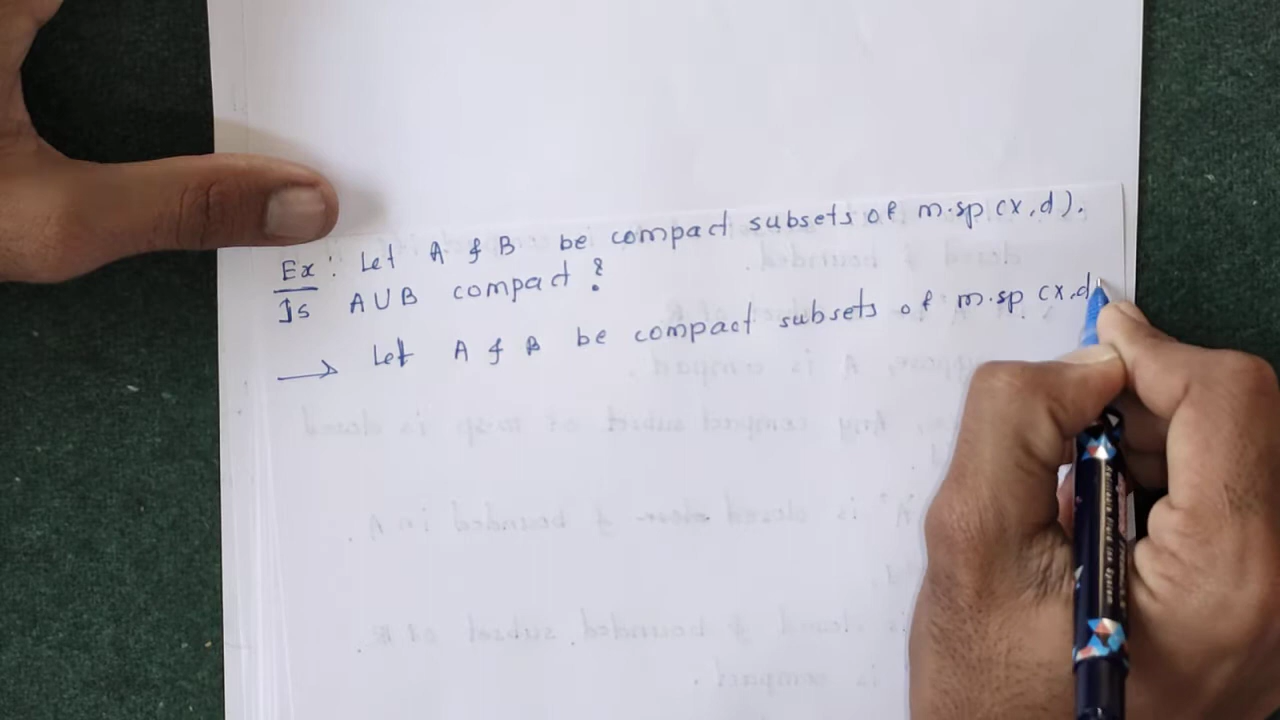 Ex : Let A & B be compact subsets of m.sp (x,d).
Is A∪B compact ?
→ Let A & B be compact subsets of m.sp (x,d